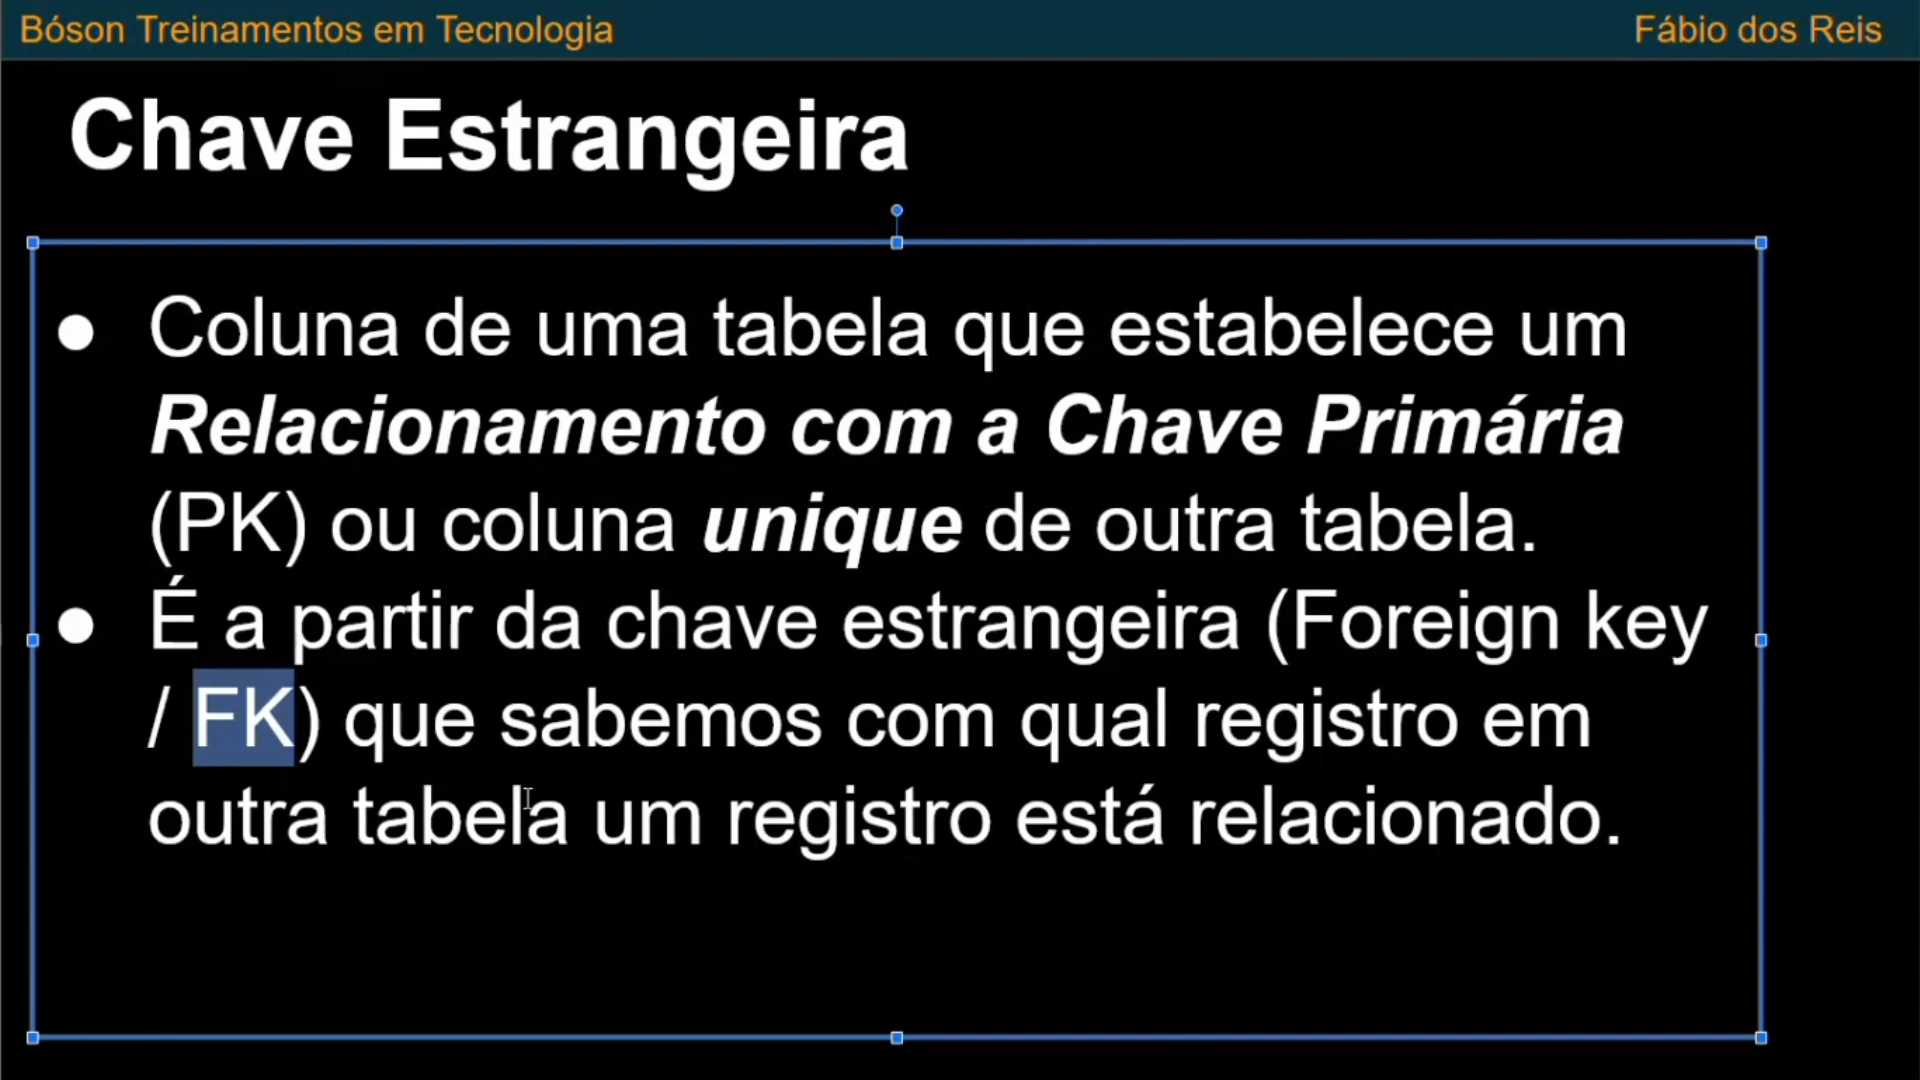 Bóson Treinamentos em Tecnologia
Fábio dos Reis
Chave Estrangeira
● Coluna de uma tabela que estabelece um
Relacionamento com a Chave Primária
(PK) ou coluna unique de outra tabela.
● É a partir da chave estrangeira (Foreign key
/ FK) que sabemos com qual registro em
outra tabela um registro está relacionado.